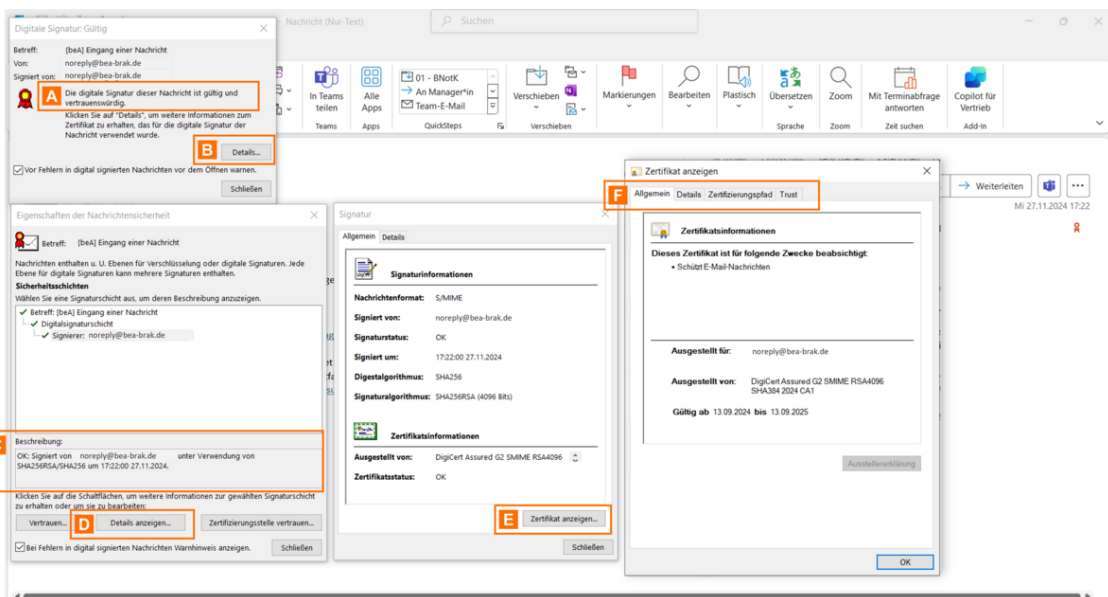 Nachricht (Nur-Text)
Suchen
Digitale Signatur: Gültig
Betreff: [beA] Eingang einer Nachricht
Von: noreply@bea-brak.de
Signiert von: noreply@bea-brak.de
A
Die digitale Signatur dieser Nachricht ist gültig und
vertrauenswürdig.
Klicken Sie auf "Details", um weitere Informationen zum
Zertifikat zu erhalten, das für die digitale Signatur der
Nachricht verwendet wurde.
B
Details...
Vor Fehlern in digital signierten Nachrichten vor dem Öffnen warnen.
Schließen
In Teams
teilen
Teams
Alle
Apps
Apps
01 - BNotK
An Manager*in
Team-E-Mail
QuickSteps
Verschieben
Verschieben
Markierungen
Bearbeiten
Plastisch
Übersetzen
Sprache
Zoom
Zoom
Mit Terminabfrage
antworten
Zeit suchen
Copilot für
Vertrieb
Add-In
Weiterleiten
Mi 27.11.2024 17:22
Eigenschaften der Nachrichtensicherheit
Betreff: [beA] Eingang einer Nachricht
Nachrichten enthalten u. U. Ebenen für Verschlüsselung oder digitale Signaturen. Jede
Ebene für digitale Signaturen kann mehrere Signaturen enthalten.
Sicherheitsschichten
Wählen Sie eine Signaturschicht aus, um deren Beschreibung anzuzeigen.
Betreff: [beA] Eingang einer Nachricht
Digitalsignaturschicht
Signierer: noreply@bea-brak.de
Beschreibung:
OK: Signiert von noreply@bea-brak.de unter Verwendung von
SHA256RSA/SHA256 um 17:22:00 27.11.2024.
Klicken Sie auf die Schaltflächen, um weitere Informationen zur gewählten Signaturschicht
zu erhalten oder um sie zu bearbeiten:
Vertrauen...
D
Details anzeigen...
Zertifizierungsstelle vertrauen...
Bei Fehlern in digital signierten Nachrichten Warnhinweis anzeigen.
Schließen
Signatur
Allgemein Details
Signaturinformationen
Nachrichtenformat: S/MIME
Signiert von: noreply@bea-brak.de
Signaturstatus: OK
Signiert um: 17:22:00 27.11.2024
Digestalgorithmus: SHA256
Signaturalgorithmus: SHA256RSA (4096 Bits)
Zertifikatsinformationen
Ausgestellt von: DigiCert Assured G2 SMIME RSA4096
Zertifikatsstatus: OK
E
Zertifikat anzeigen...
Schließen
Zertifikat anzeigen
F
Allgemein Details Zertifizierungspfad Trust
Zertifikatsinformationen
Dieses Zertifikat ist für folgende Zwecke beabsichtigt:
• Schützt E-Mail-Nachrichten
Ausgestellt für: noreply@bea-brak.de
Ausgestellt von: DigiCert Assured G2 SMIME RSA4096
SHA384 2024 CA1
Gültig ab 13.09.2024 bis 13.09.2025
Ausstellererklärung
OK